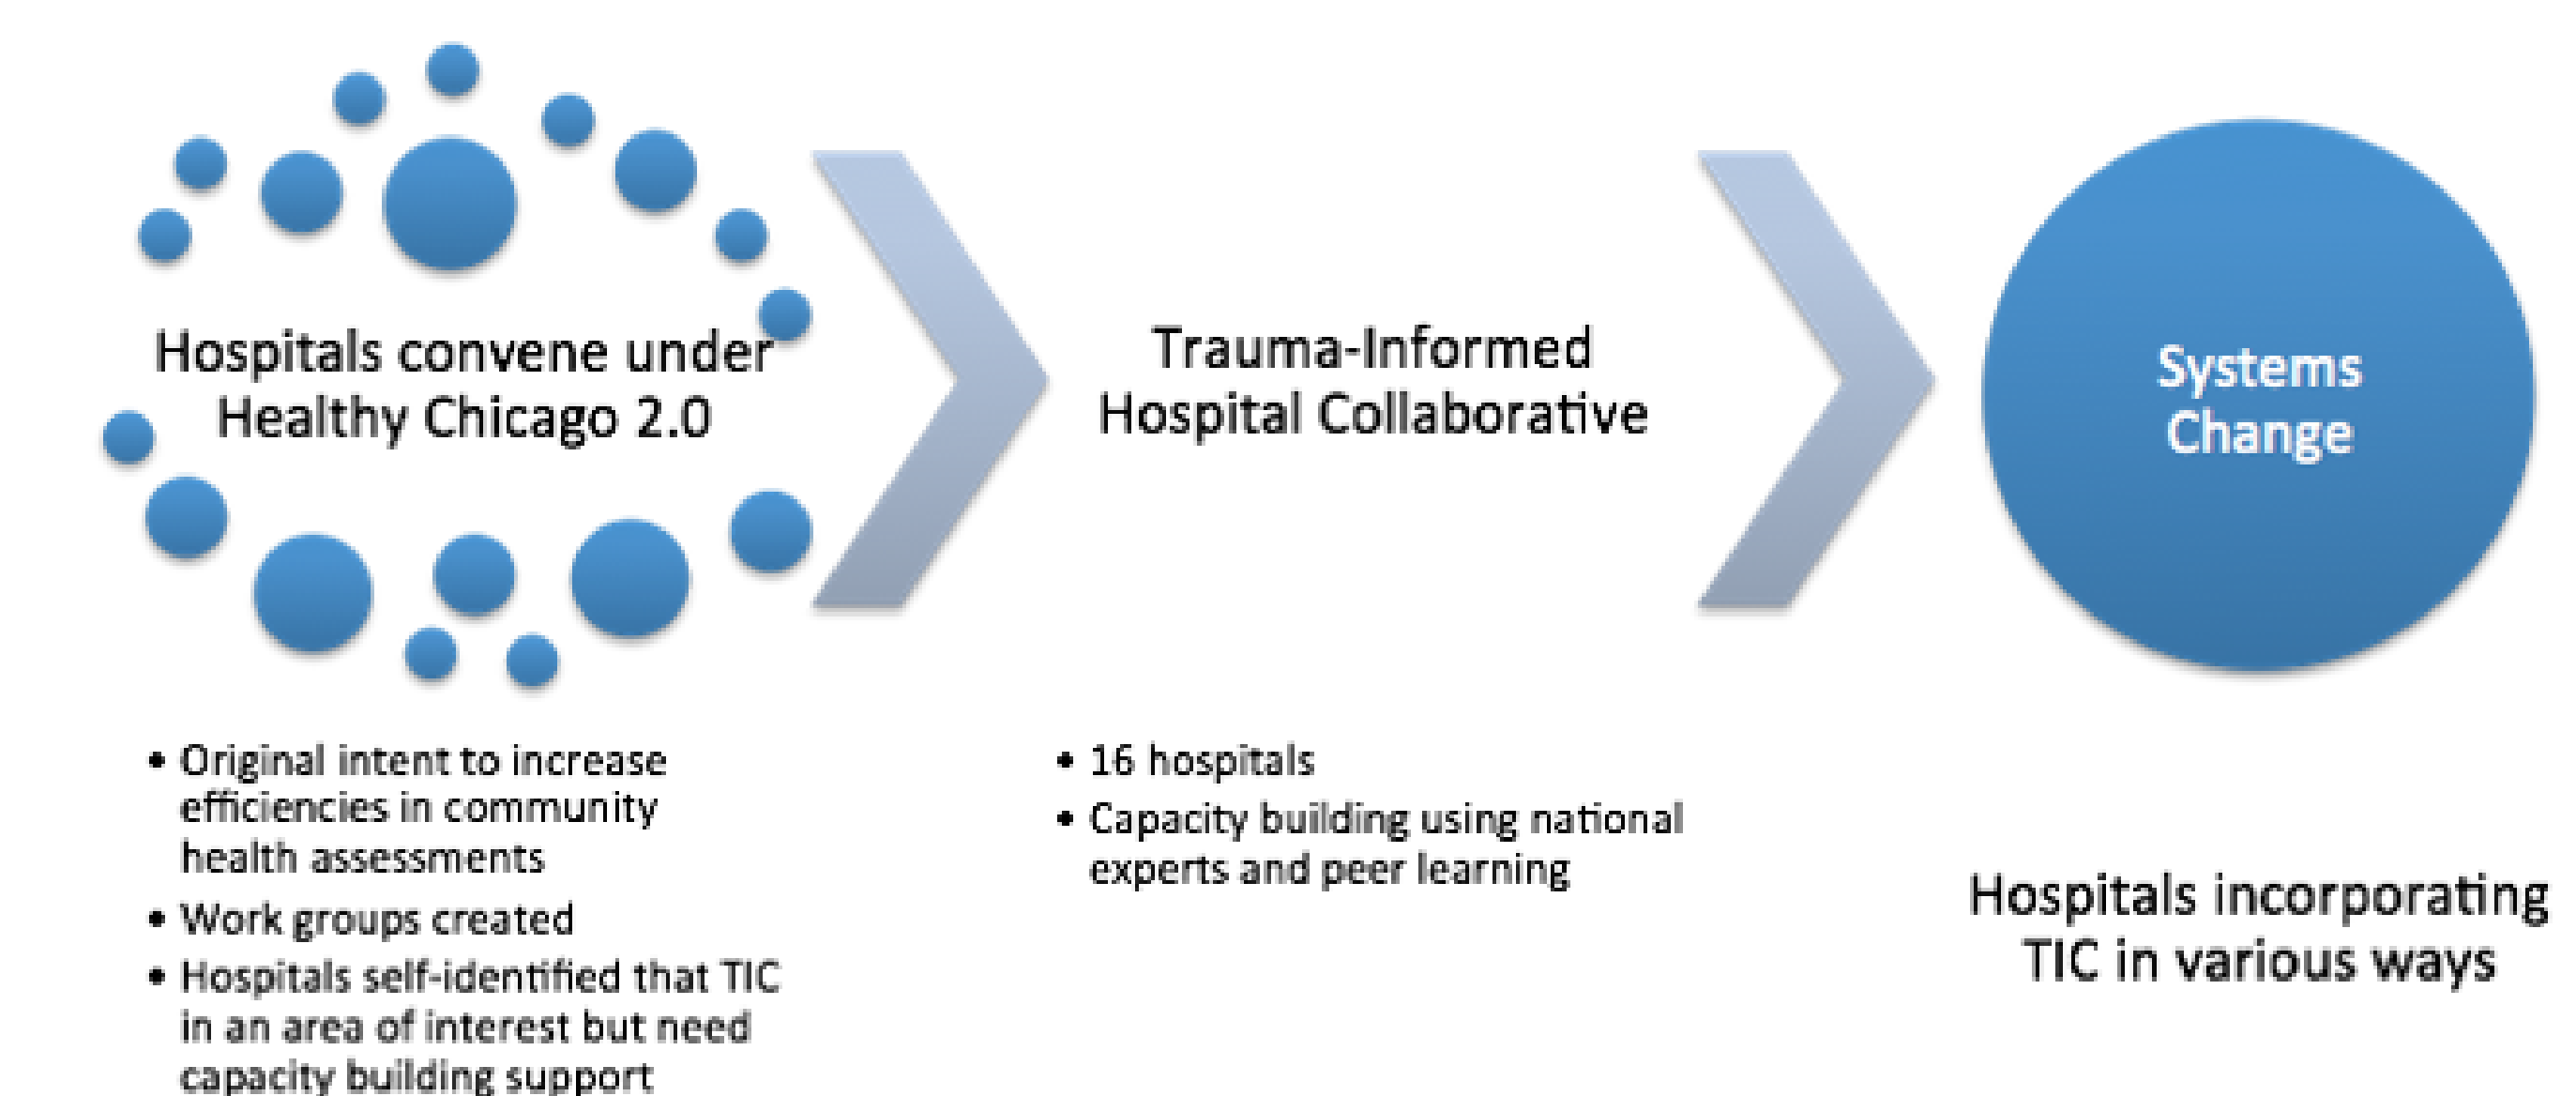 Hospitals convene under
Healthy Chicago 2.0
• Original intent to increase
efficiencies in community
health assessments
• Work groups created
• Hospitals self-identified that TIC
in an area of interest but need
capacity building support
Trauma-Informed
Hospital Collaborative
• 16 hospitals
• Capacity building using national
experts and peer learning
Systems
Change
Hospitals incorporating
TIC in various ways